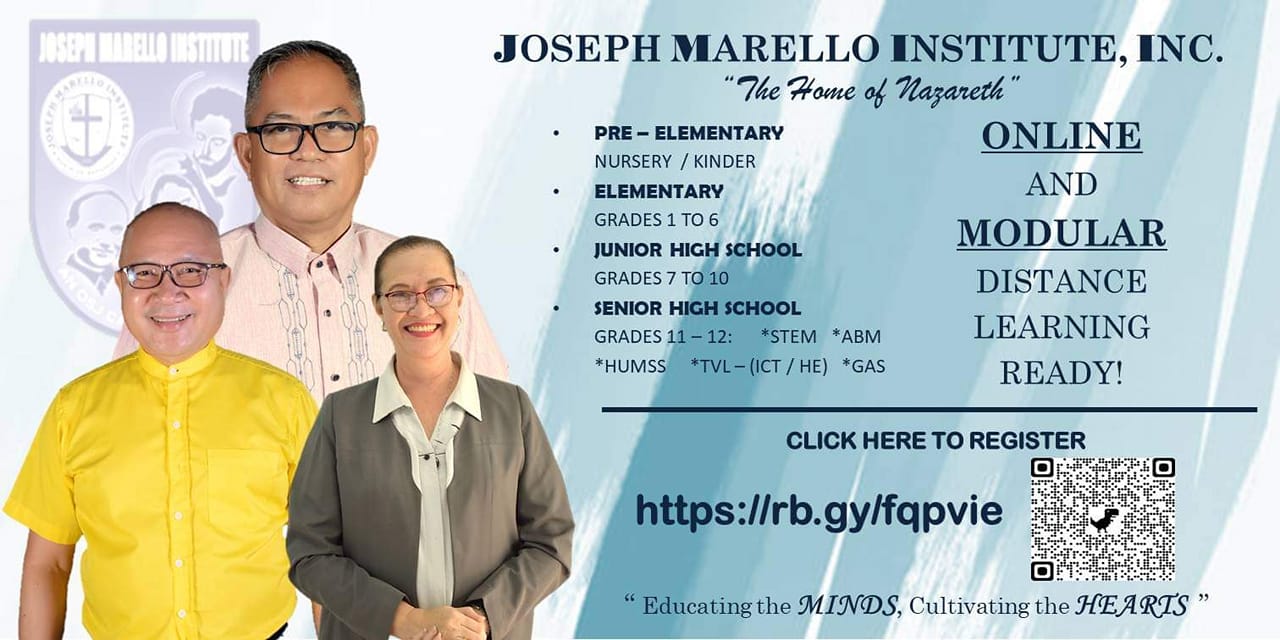 JOSEPH MARELLO INSTITUTE
JOSEPH MARELLO INSTITUTE
JOSEPH MARELLO INSTITUTE, INC.
“The Home of Nazareth”
• PRE – ELEMENTARY
NURSERY / KINDER
• ELEMENTARY
GRADES 1 TO 6
• JUNIOR HIGH SCHOOL
GRADES 7 TO 10
• SENIOR HIGH SCHOOL
GRADES 11 – 12: *STEM *ABM
*HUMSS *TVL – (ICT / HE) *GAS
ONLINE
AND
MODULAR
DISTANCE
LEARNING
READY!
CLICK HERE TO REGISTER
https://rb.gy/fqpvie
“ Educating the MINDS, Cultivating the HEARTS ”